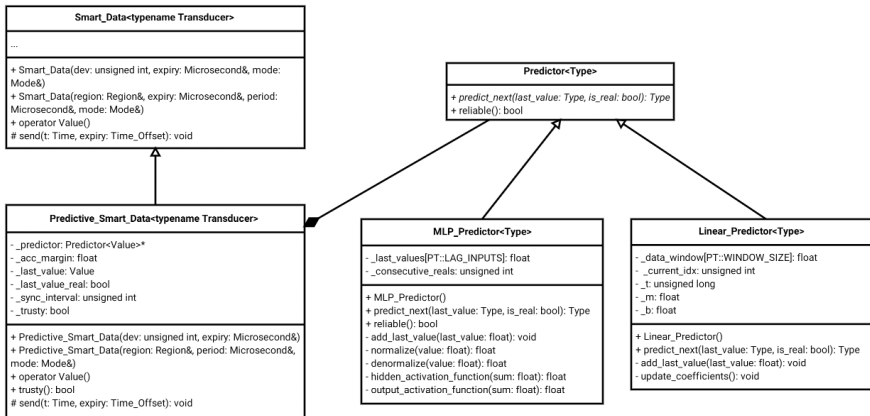 Smart_Data<typename Transducer>
...
+ Smart_Data(dev: unsigned int, expiry: Microsecond&, mode:
Mode&)
+ Smart_Data(region: Region&, expiry: Microsecond&, period:
Microsecond&, mode: Mode&)
+ operator Value()
# send(t: Time, expiry: Time_Offset): void
Predictor<Type>
+ predict_next(last_value: Type, is_real: bool): Type
+ reliable(): bool
Predictive_Smart_Data<typename Transducer>
- _predictor: Predictor<Value>*
- _acc_margin: float
- _last_value: Value
- _last_value_real: bool
- _sync_interval: unsigned int
- _trusty: bool
+ Predictive_Smart_Data(dev: unsigned int, expiry: Microsecond&)
+ Predictive_Smart_Data(region: Region&, period: Microsecond&,
mode: Mode&)
+ operator Value()
+ trusty(): bool
# send(t: Time, expiry: Time_Offset): void
MLP_Predictor<Type>
- _last_values[PT::LAG_INPUTS]: float
- _consecutive_reals: unsigned int
+ MLP_Predictor()
+ predict_next(last_value: Type, is_real: bool): Type
+ reliable(): bool
- add_last_value(last_value: float): void
- normalize(value: float): float
- denormalize(value: float): float
- hidden_activation_function(sum: float): float
- output_activation_function(sum: float): float
Linear_Predictor<Type>
- _data_window[PT::WINDOW_SIZE]: float
- _current_idx: unsigned int
- _t: unsigned long
- _m: float
- _b: float
+ Linear_Predictor()
+ predict_next(last_value: Type, is_real: bool): Type
- add_last_value(last_value: float): void
- update_coefficients(): void